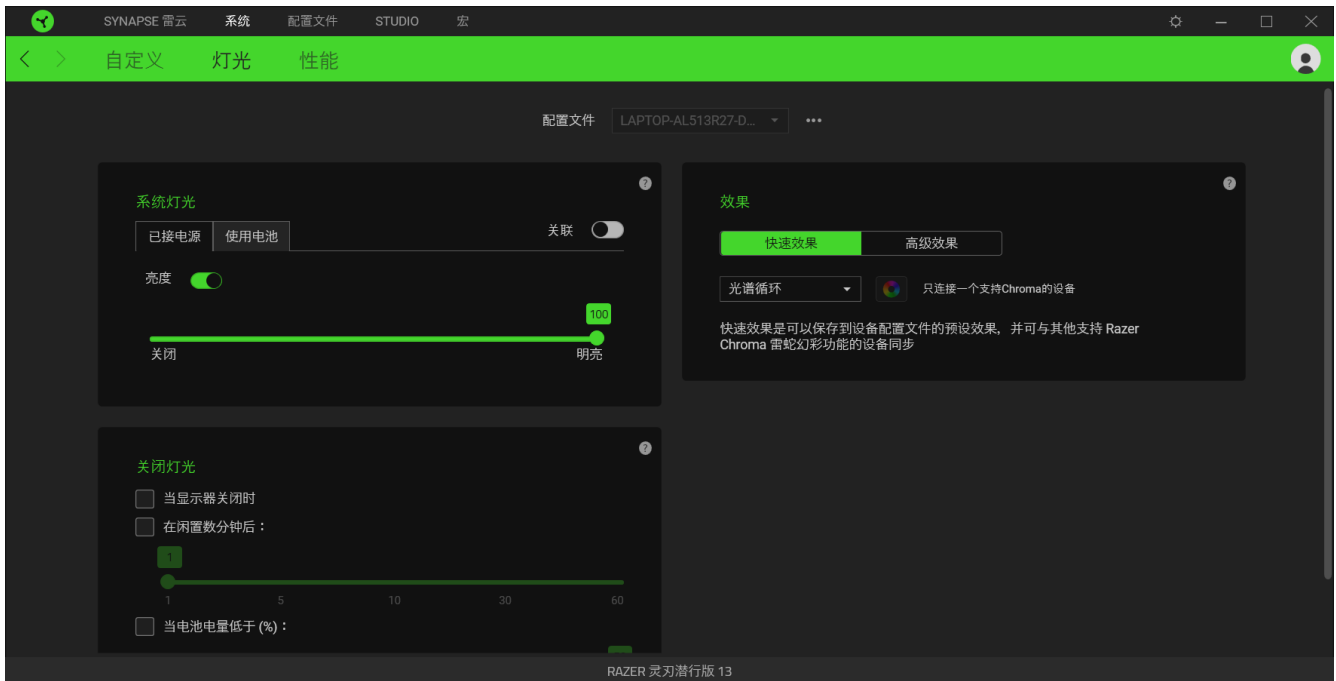 SYNAPSE 雷云 系统 配置文件 STUDIO 宏
自定义 灯光 性能
配置文件 LAPTOP-AL513R27-D...
系统灯光
已接电源 使用电池 关联
亮度
100
关闭 明亮
效果
快速效果 高级效果
光谱循环 只连接一个支持Chroma的设备
快速效果是可以保存到设备配置文件的预设效果，并可与其他支持 Razer
Chroma 雷蛇幻彩功能的设备同步
关闭灯光
当显示器关闭时
在闲置数分钟后：
1
1 5 10 30 60
当电池电量低于 (%)：
RAZER 灵刃潜行版 13